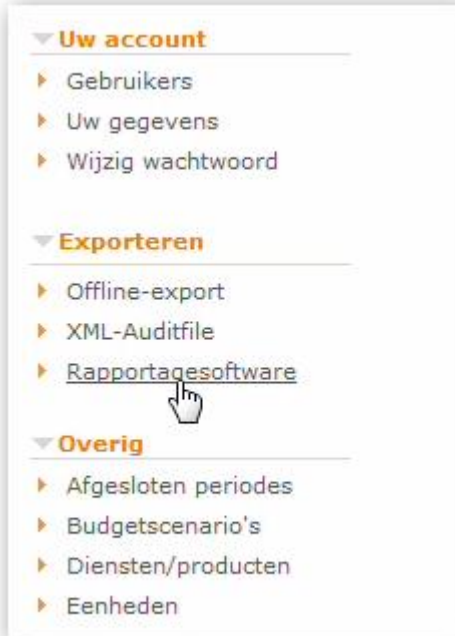 Uw account
Gebruikers
Uw gegevens
Wijzig wachtwoord
Exporteren
Offline-export
XML-Auditfile
Rapportagesoftware
Overig
Afgesloten periodes
Budgetscenario's
Diensten/producten
Eenheden